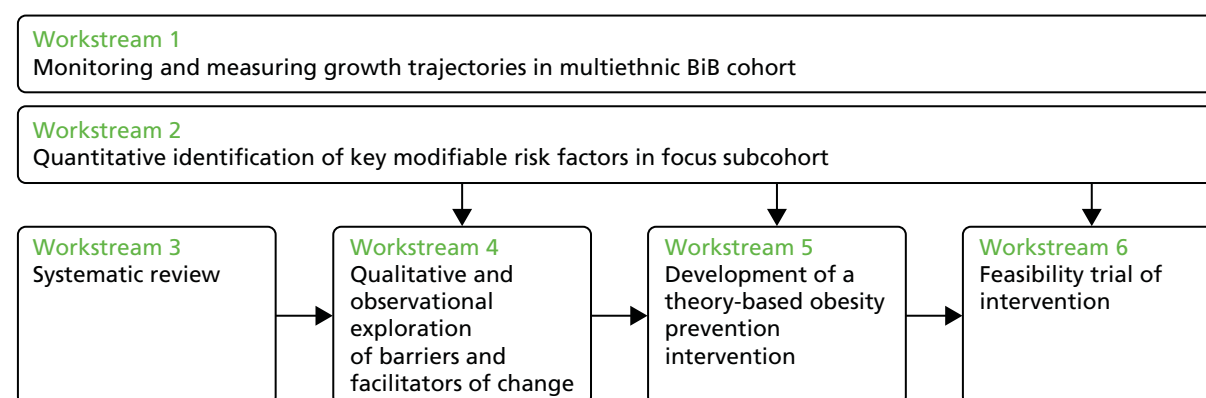 Workstream 1
Monitoring and measuring growth trajectories in multiethnic BiB cohort
Workstream 2
Quantitative identification of key modifiable risk factors in focus subcohort
Workstream 3
Systematic review
Workstream 4
Qualitative and
observational
exploration
of barriers and
facilitators of change
Workstream 5
Development of a
theory-based obesity
prevention
intervention
Workstream 6
Feasibility trial of
intervention